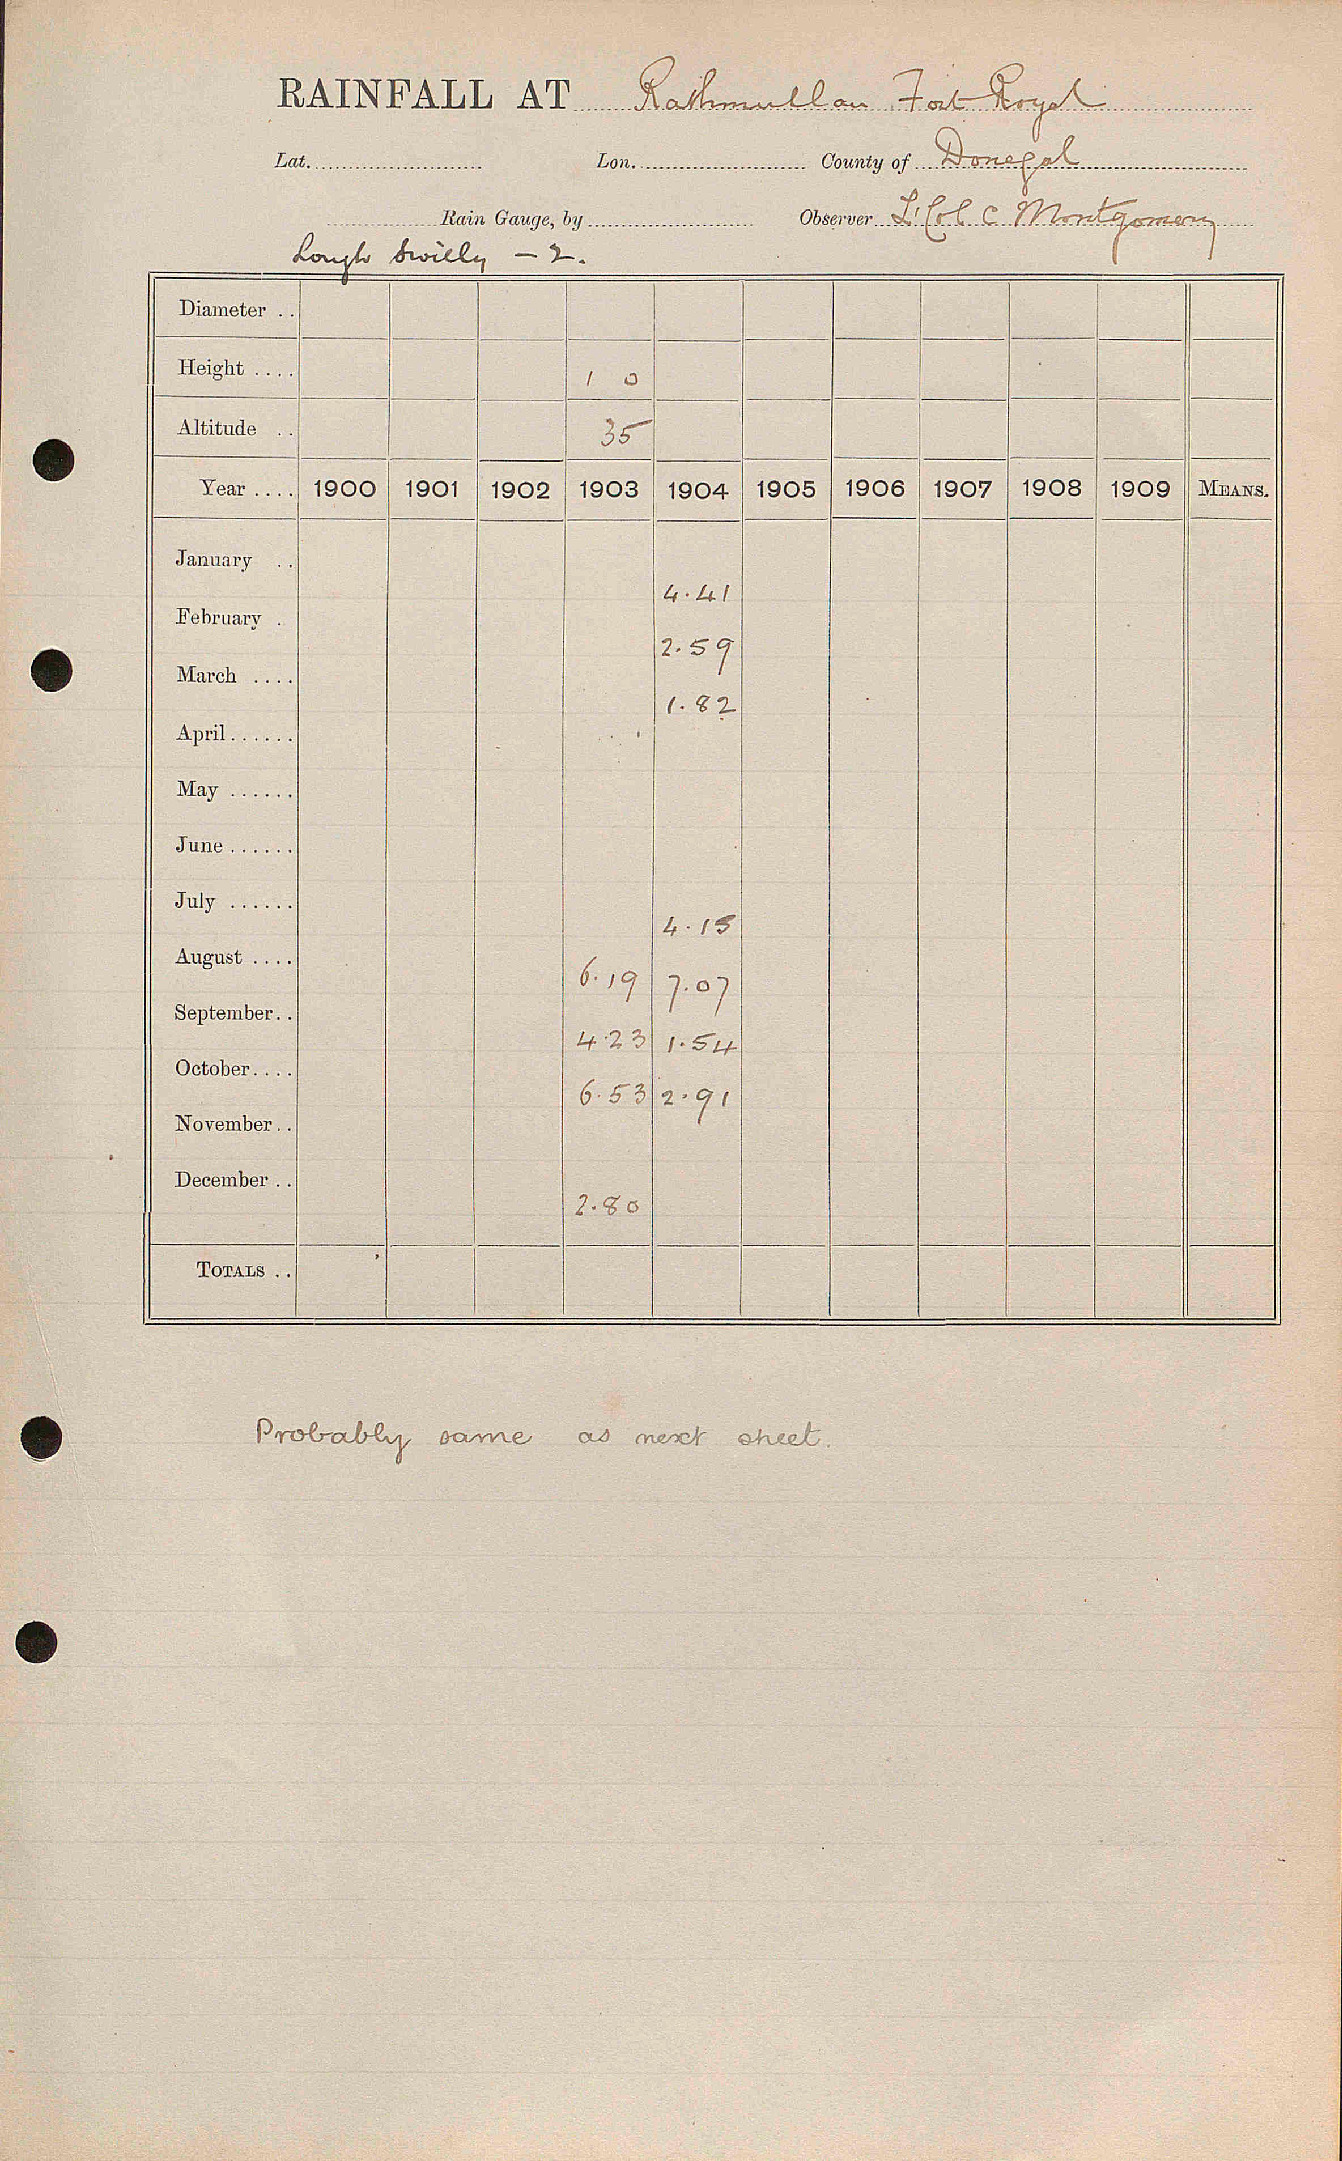 RAINFALL AT Rathmullan Fort Royal
Lat. Lon. County of Donegal
Rain Gauge, by Observer Lt Col C Montgomery
Lough Swilly - 2.
Diameter . .
Height . . . . 1 0
Altitude . . 35
Year . . . . 1900 1901 1902 1903 1904 1905 1906 1907 1908 1909 MEANS.
January . .
4.41
February .
2.59
March . . . .
1.82
April . . . . . .
May . . . . . .
June . . . . . .
July . . . . . .
4.15
August . . . .
6.19 7.07
September . .
4.23 1.54
October . . . .
6.53 2.91
November . .
December . .
2.80
TOTALS . .
Probably same as next sheet.